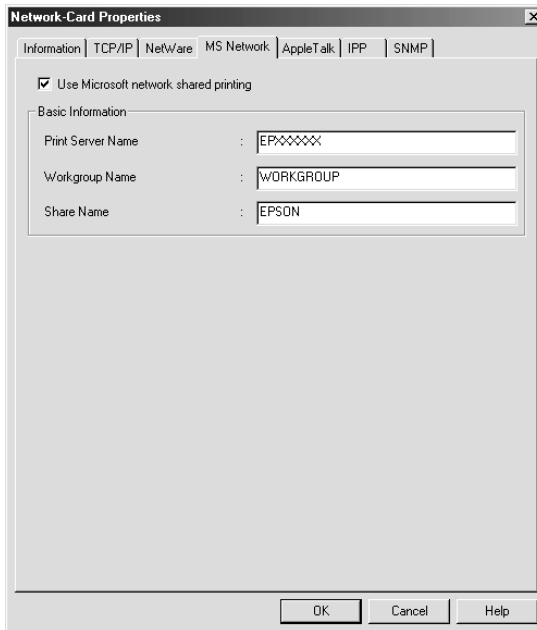 Network-Card Properties
Information TCP/IP NetWare MS Network AppleTalk IPP SNMP
Use Microsoft network shared printing
Basic Information
Print Server Name : EPXXXXXX
Workgroup Name : WORKGROUP
Share Name : EPSON
OK Cancel Help